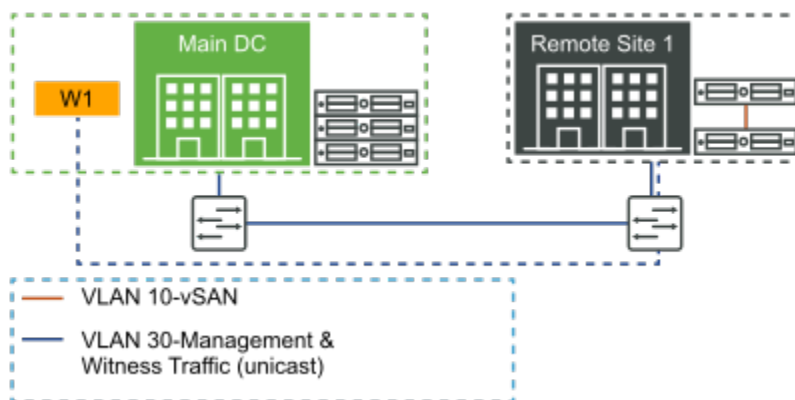 Main DC
Remote Site 1
W1
VLAN 10-vSAN
VLAN 30-Management &
Witness Traffic (unicast)